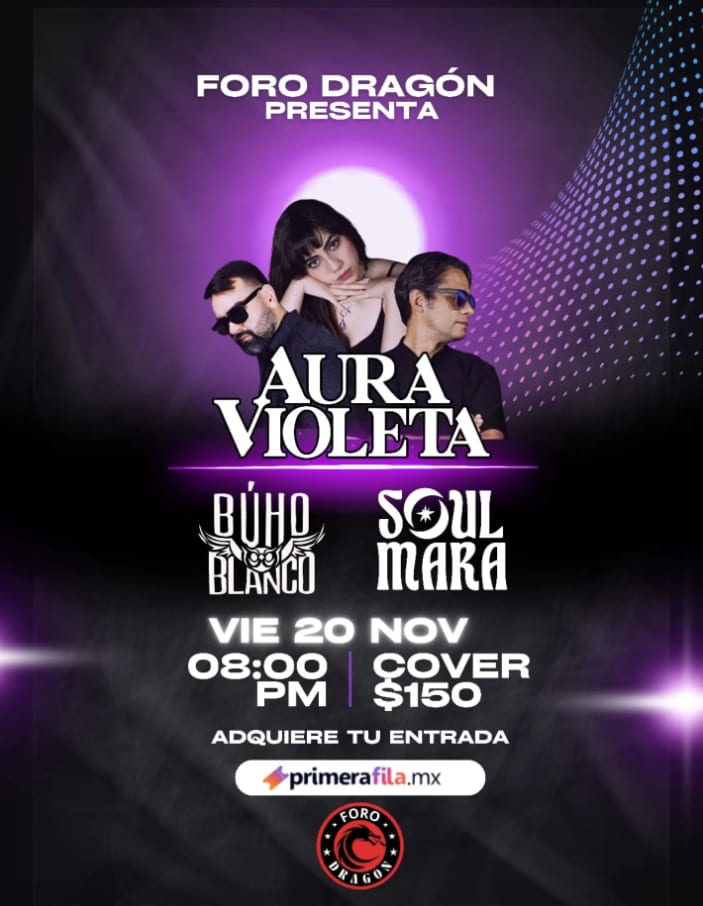 FORO DRAGÓN
PRESENTA
AURA
VIOLETA
BÚHO
BLANCO
SOUL
MARA
VIE 20 NOV
08:00
PM
COVER
$150
ADQUIERE TU ENTRADA
primerafila.mx
FORO
DRAGON